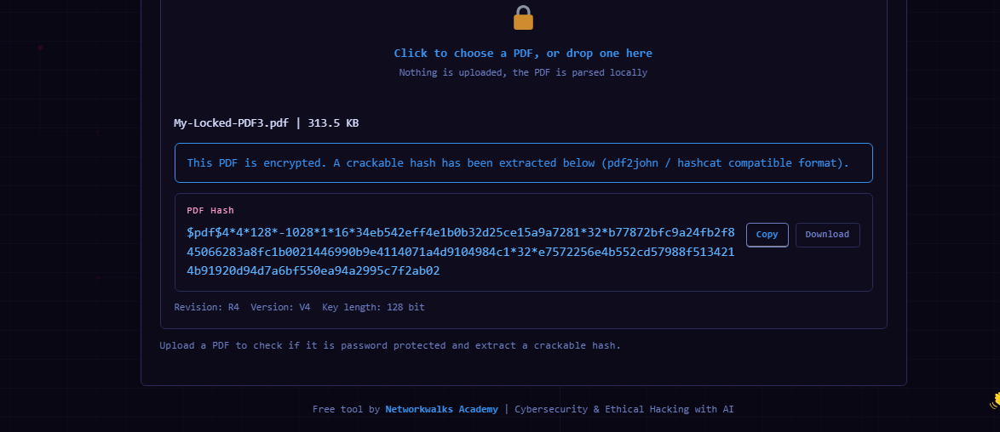 Click to choose a PDF, or drop one here
Nothing is uploaded, the PDF is parsed locally
My-Locked-PDF3.pdf | 313.5 KB
This PDF is encrypted. A crackable hash has been extracted below (pdf2john / hashcat compatible format).
PDF Hash
$pdf$4*4*128*-1028*1*16*34eb542eff4e1b0b32d25ce15a9a7281*32*b77872bfc9a24fb2f8
45066283a8fc1b0021446990b9e4114071a4d9104984c1*32*e7572256e4b552cd57988f513421
4b91920d94d7a6bf550ea94a2995c7f2ab02
Copy
Download
Revision: R4 Version: V4 Key length: 128 bit
Upload a PDF to check if it is password protected and extract a crackable hash.
Free tool by Networkwalks Academy | Cybersecurity & Ethical Hacking with AI